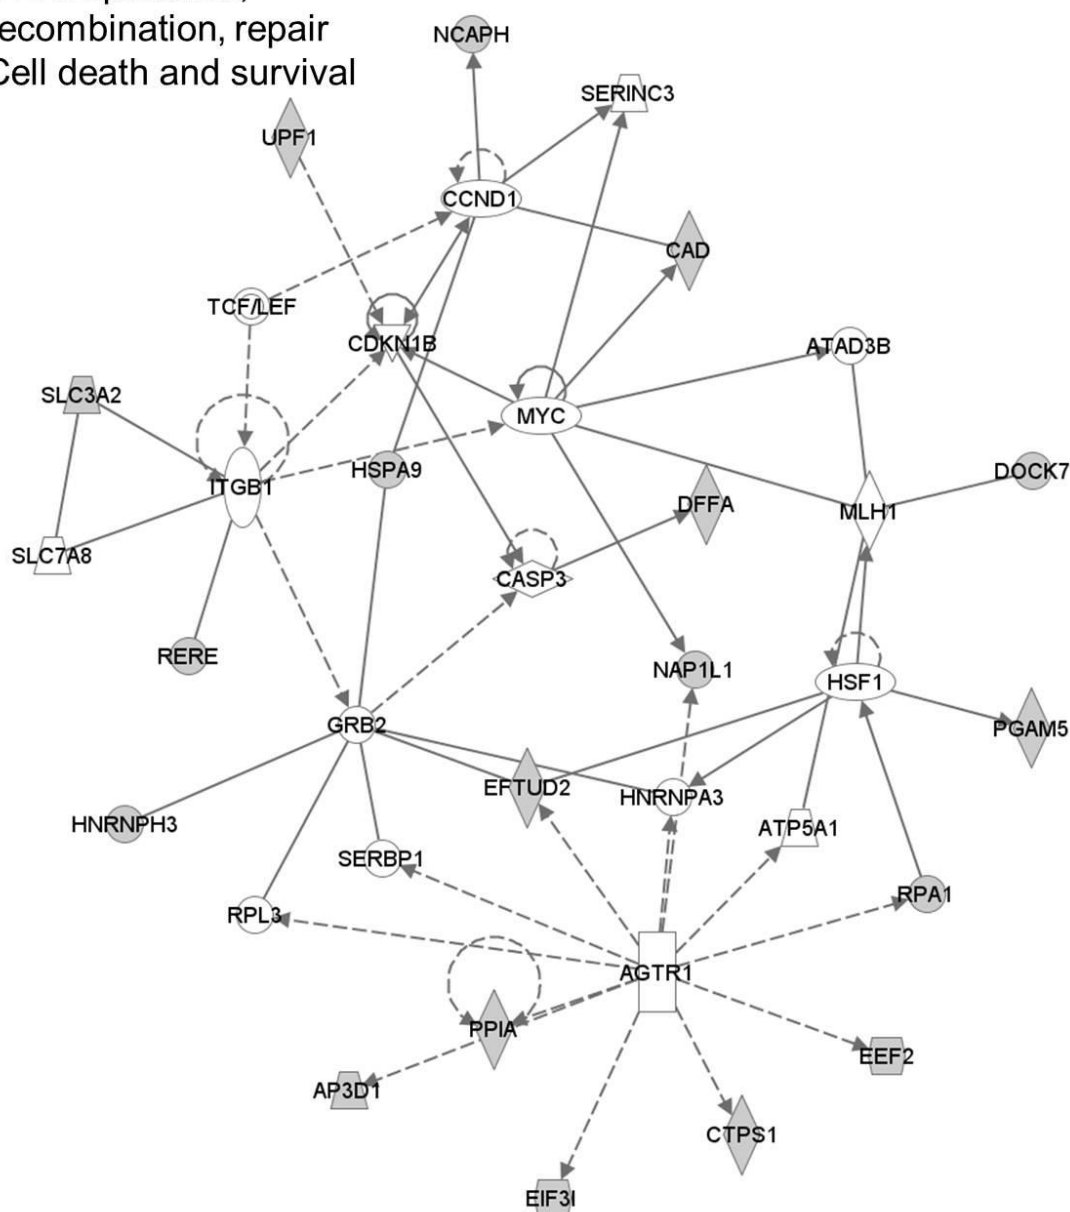 ecombination, repair
Cell death and survival
NCAPH
SERINC3
UPF1
CCND1
CAD
TCF/LEF
CDKN1B
ATAD3B
SLC3A2
MYC
HSPA9
DOCK7
ITGB1
DFFA
MLH1
SLC7A8
CASP3
RERE
NAP1L1
HSF1
GRB2
PGAM5
EFTUD2
HNRNPA3
HNRNPH3
ATP5A1
SERBP1
RPA1
RPL3
AGTR1
PPIA
EEF2
AP3D1
CTPS1
EIF3I